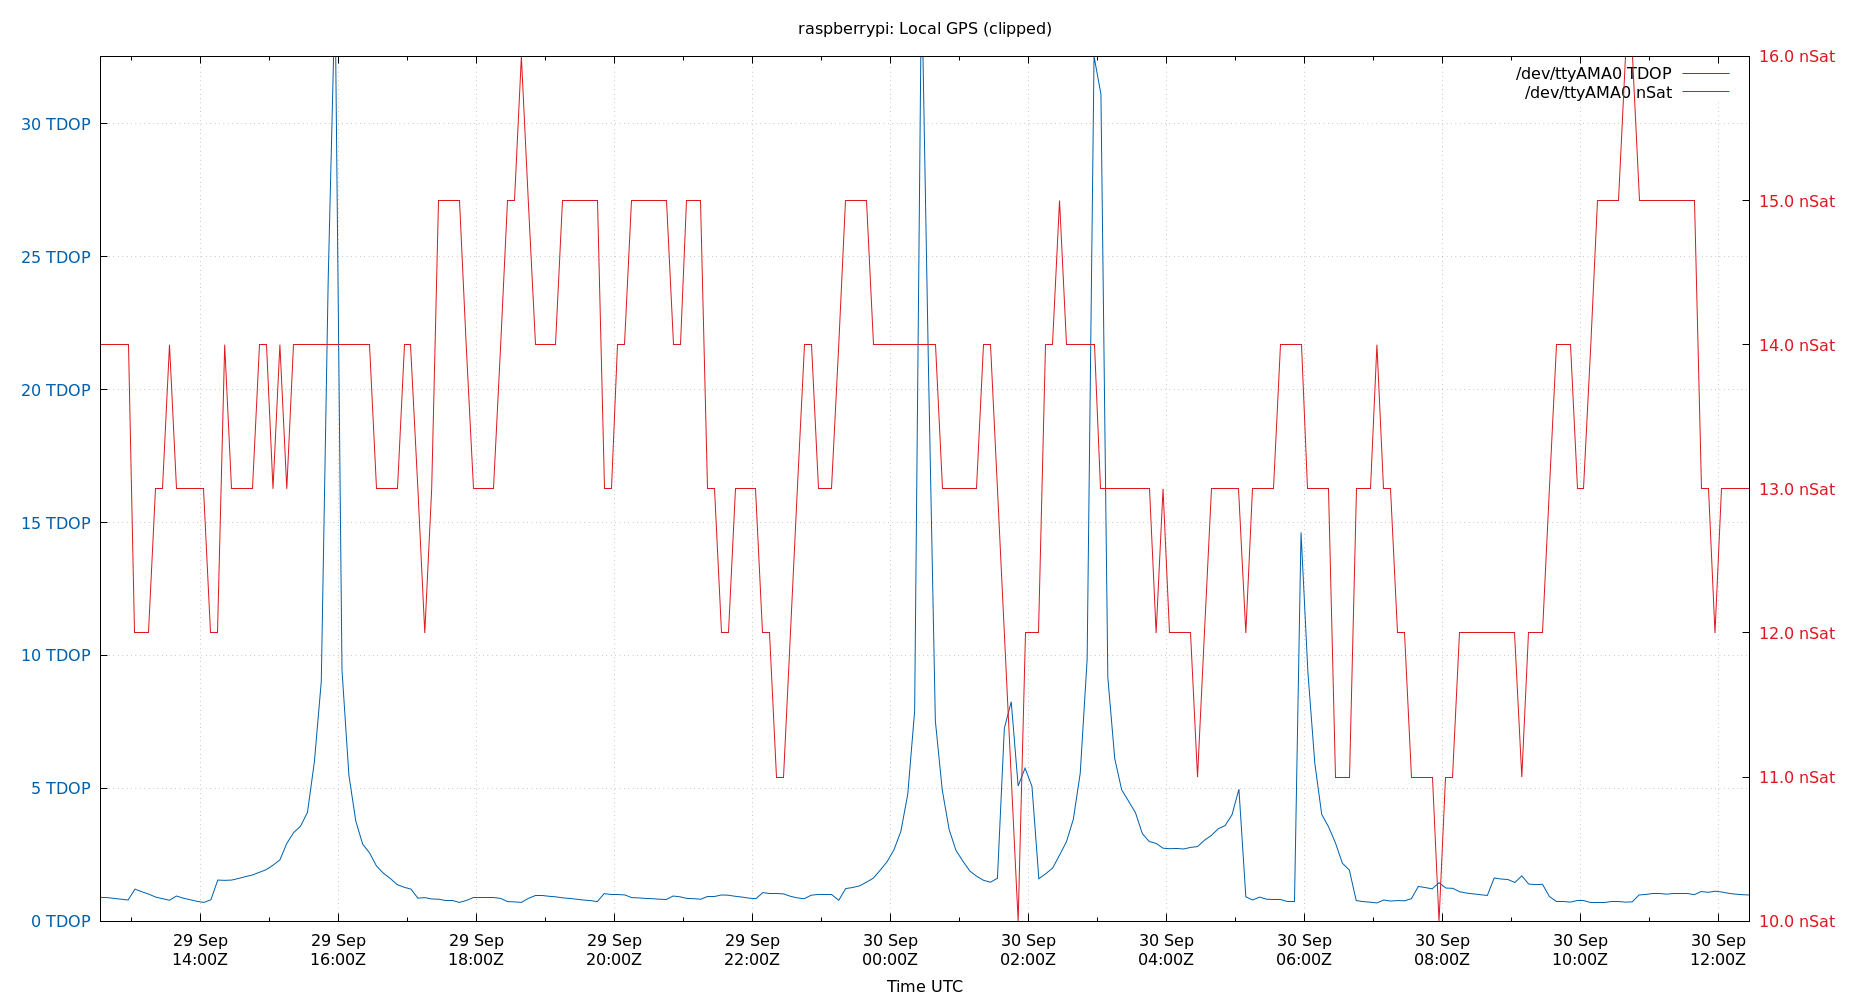 raspberrypi: Local GPS (clipped)
/dev/ttyAMA0 TDOP
/dev/ttyAMA0 nSat
30 TDOP
25 TDOP
20 TDOP
15 TDOP
10 TDOP
5 TDOP
0 TDOP
16.0 nSat
15.0 nSat
14.0 nSat
13.0 nSat
12.0 nSat
11.0 nSat
10.0 nSat
29 Sep
14:00Z
29 Sep
16:00Z
29 Sep
18:00Z
29 Sep
20:00Z
29 Sep
22:00Z
30 Sep
00:00Z
30 Sep
02:00Z
30 Sep
04:00Z
30 Sep
06:00Z
30 Sep
08:00Z
30 Sep
10:00Z
30 Sep
12:00Z
Time UTC